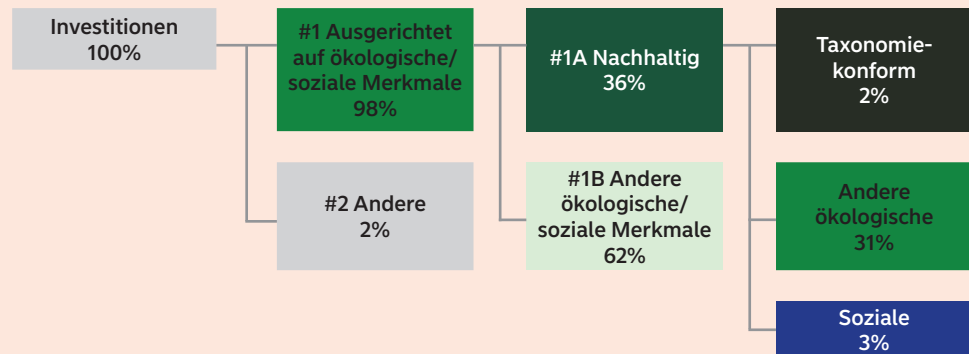 Investitionen
100%
#1 Ausgerichtet
auf ökologische/
soziale Merkmale
98%
#1A Nachhaltig
36%
Taxonomie-
konform
2%
#2 Andere
2%
#1B Andere
ökologische/
soziale Merkmale
62%
Andere
ökologische
31%
Soziale
3%